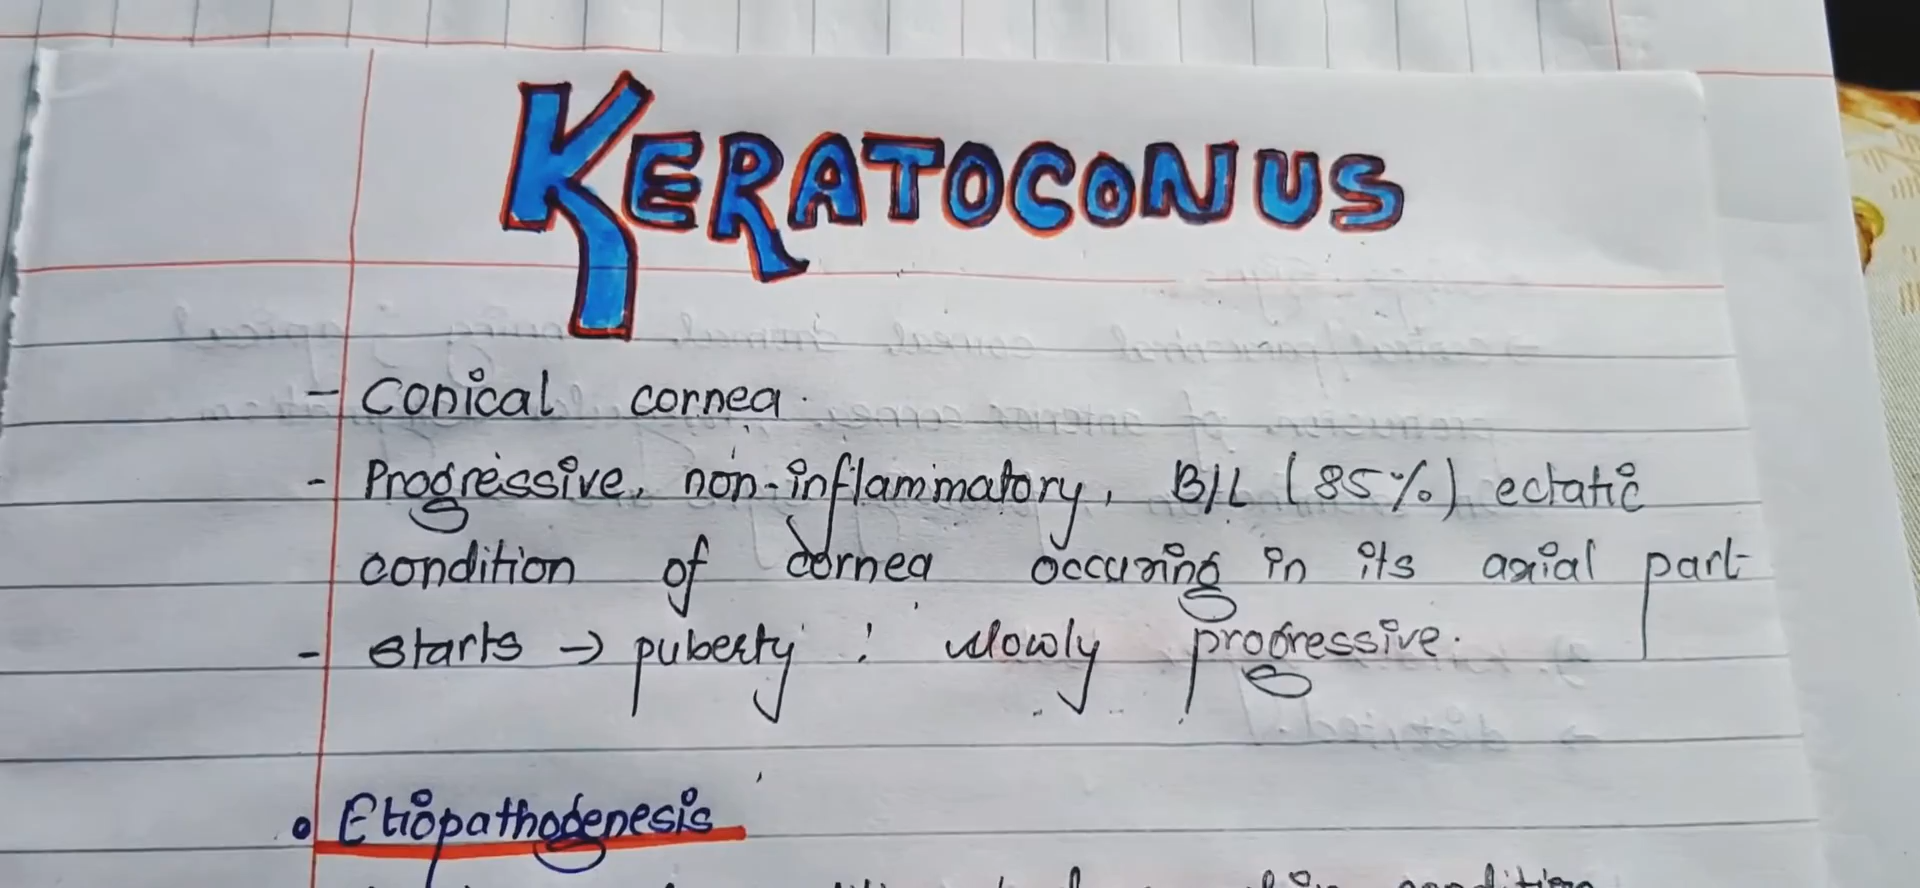 KERATOCONUS
- Conical cornea.
- Progressive, non-inflammatory, B/L (85%) ectatic
condition of cornea occuring in its axial part
- starts → puberty : slowly progressive.
• Etiopathogenesis
condition